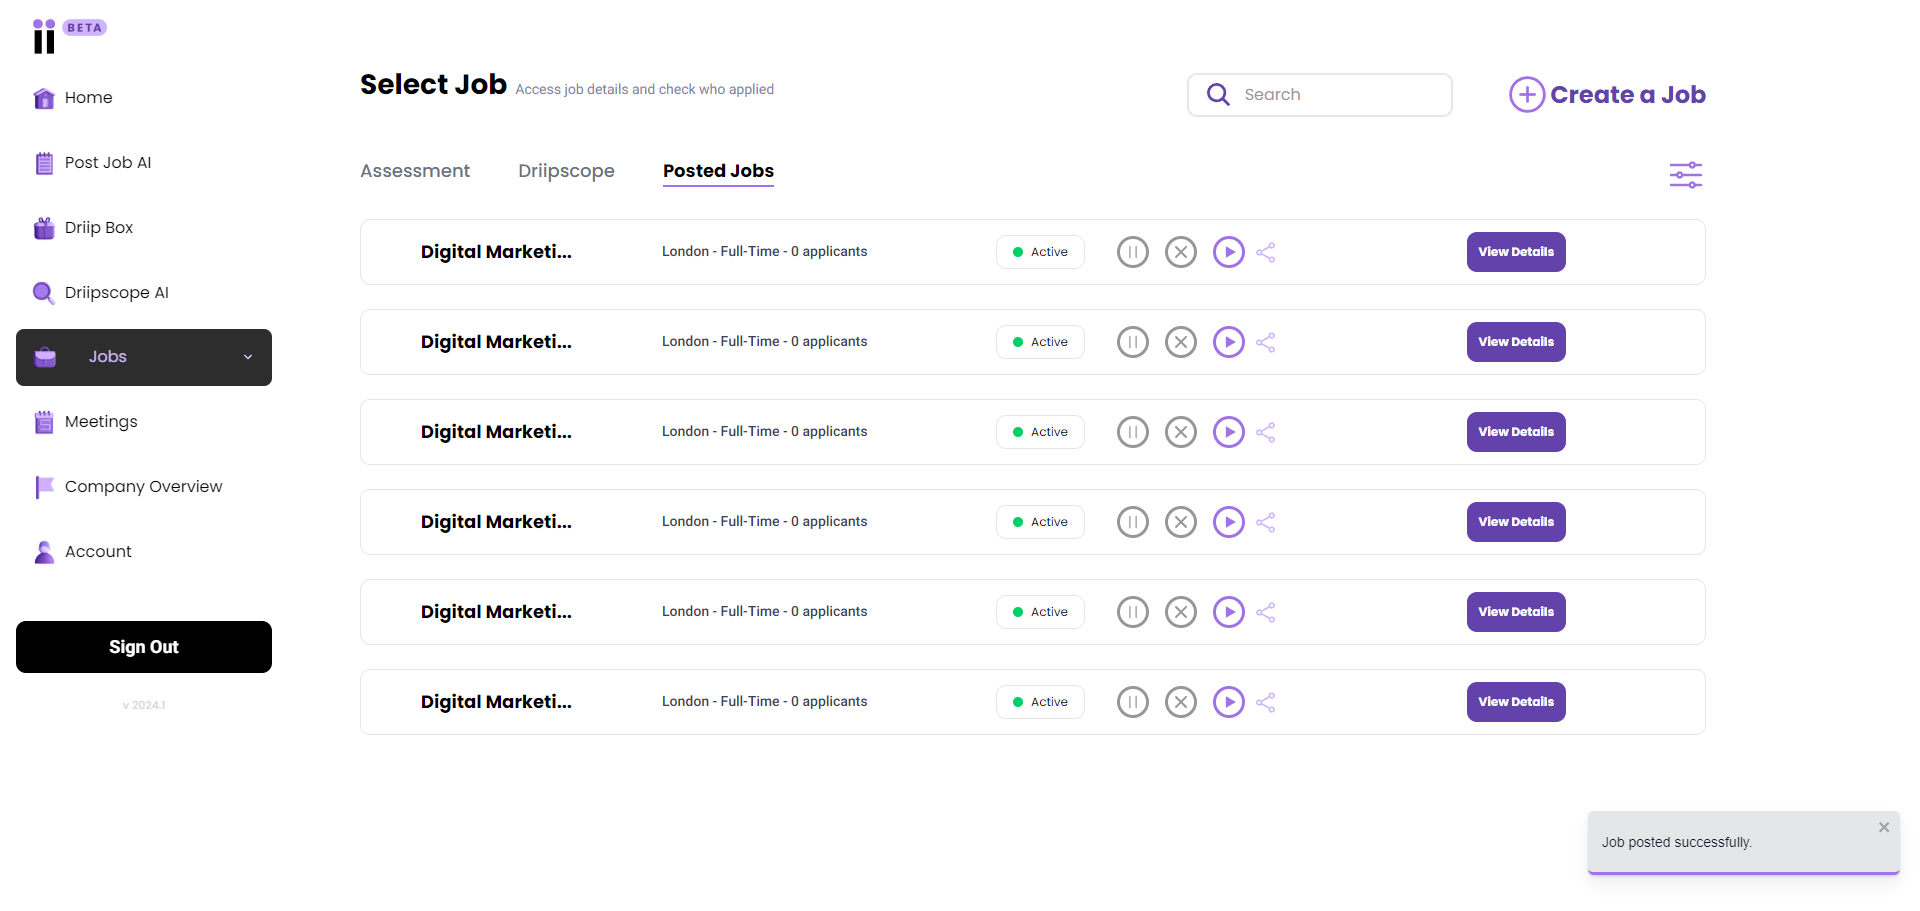 ii BETA
Home
Post Job AI
Driip Box
Driipscope AI
Jobs
Meetings
Company Overview
Account
Sign Out
v 2024.1
Select Job Access job details and check who applied
Search
Create a Job
Assessment Driipscope Posted Jobs
Digital Marketi... London - Full-Time - 0 applicants Active View Details
Digital Marketi... London - Full-Time - 0 applicants Active View Details
Digital Marketi... London - Full-Time - 0 applicants Active View Details
Digital Marketi... London - Full-Time - 0 applicants Active View Details
Digital Marketi... London - Full-Time - 0 applicants Active View Details
Digital Marketi... London - Full-Time - 0 applicants Active View Details
Job posted successfully.